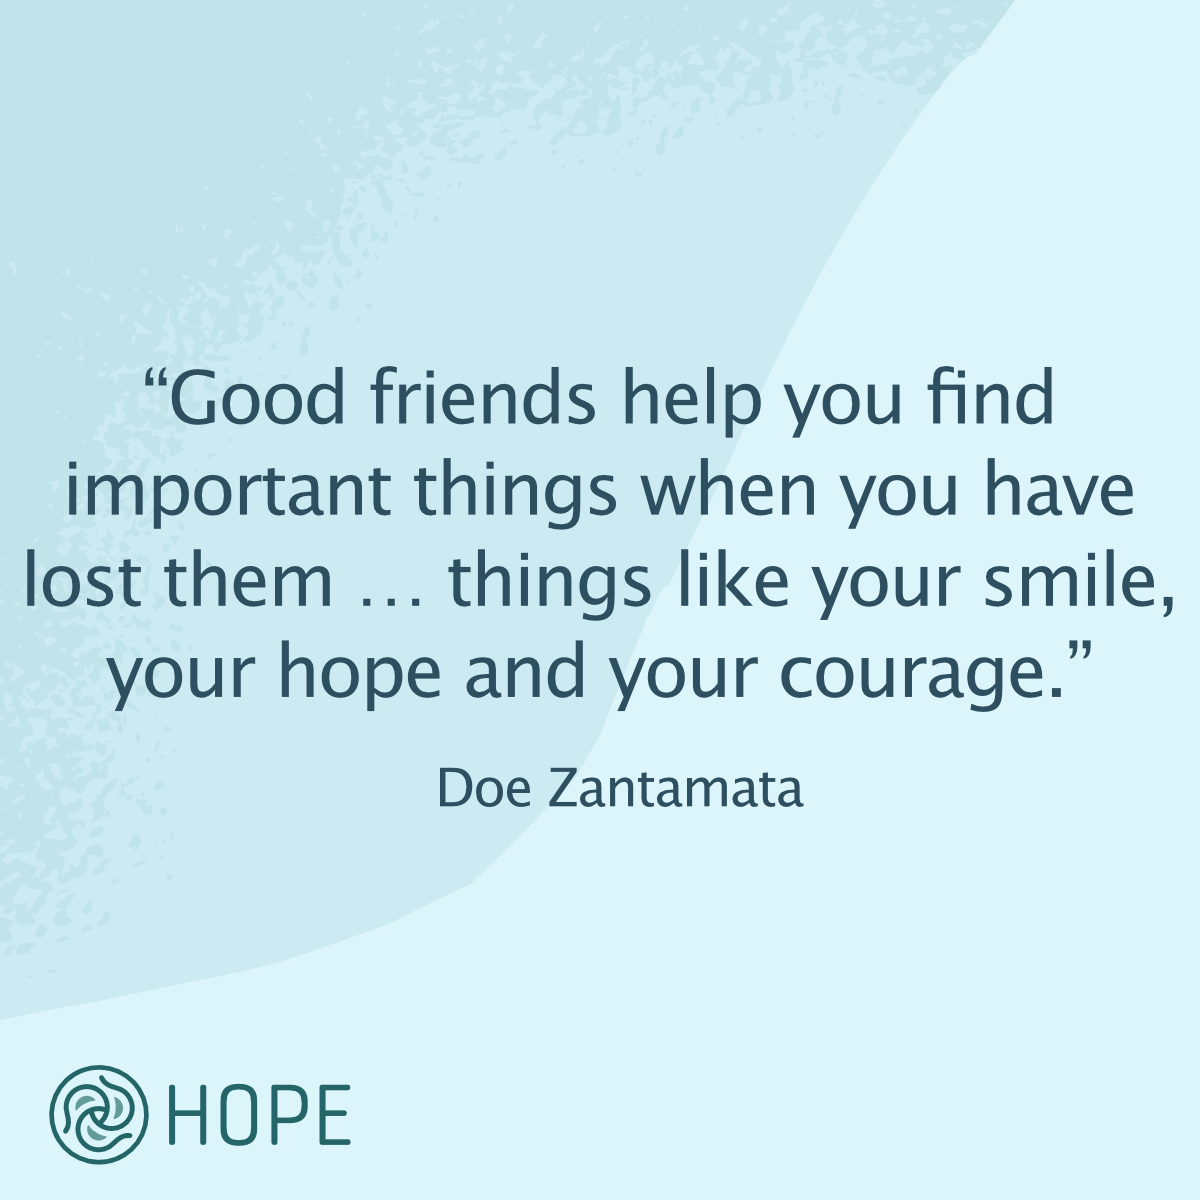 “Good friends help you find
important things when you have
lost them … things like your smile,
your hope and your courage.”
Doe Zantamata
HOPE